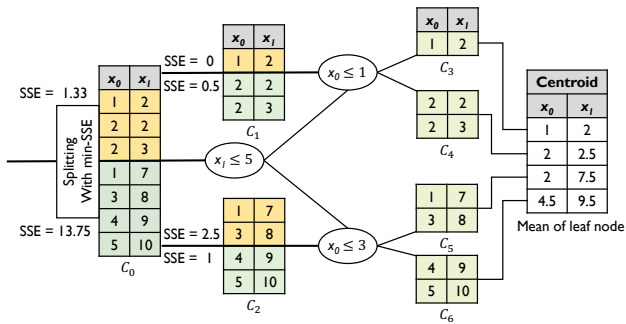 x₀ x₁
1 2
2 2
2 3
C₁
SSE = 0
SSE = 0.5
x₀ x₁
1 2
2 2
2 3
1 7
3 8
4 9
5 10
C₀
SSE = 1.33
Splitting
With min-SSE
SSE = 13.75
x₁ ≤ 5
x₀ ≤ 1
x₀ ≤ 3
SSE = 2.5
SSE = 1
1 7
3 8
4 9
5 10
C₂
x₀ x₁
1 2
C₃
2 2
2 3
C₄
1 7
3 8
C₅
4 9
5 10
C₆
Centroid
x₀ x₁
1 2
2 2.5
2 7.5
4.5 9.5
Mean of leaf node